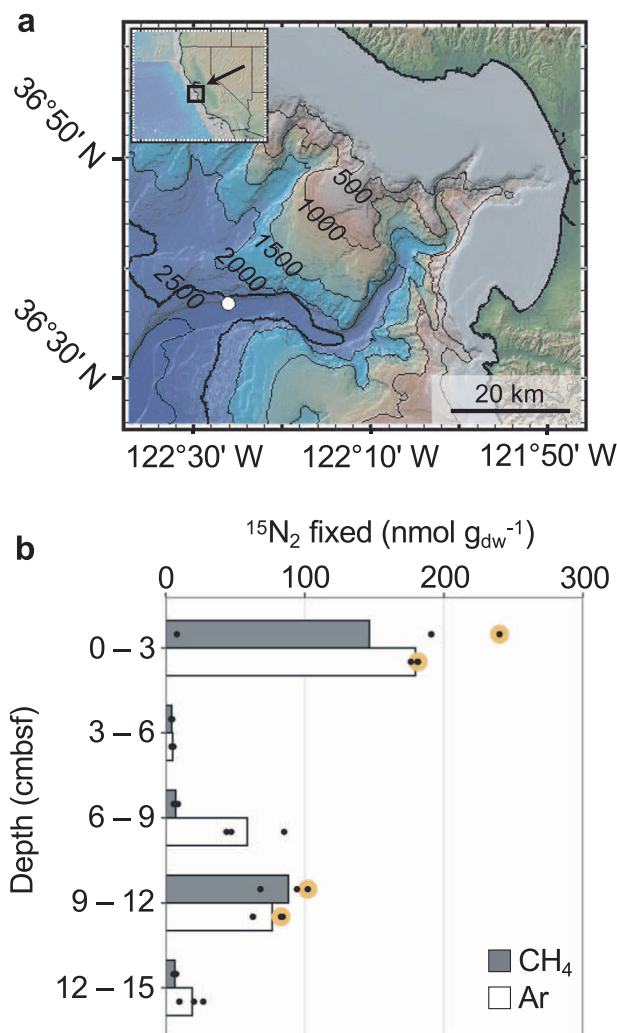 a
36°50' N
36°30' N
500
1000
1500
2000
2500
20 km
122°30' W 122°10' W 121°50' W
b
¹⁵N₂ fixed (nmol g_dw⁻¹)
0 100 200 300
Depth (cmbsf)
0 – 3
3 – 6
6 – 9
9 – 12
12 – 15
CH₄
Ar